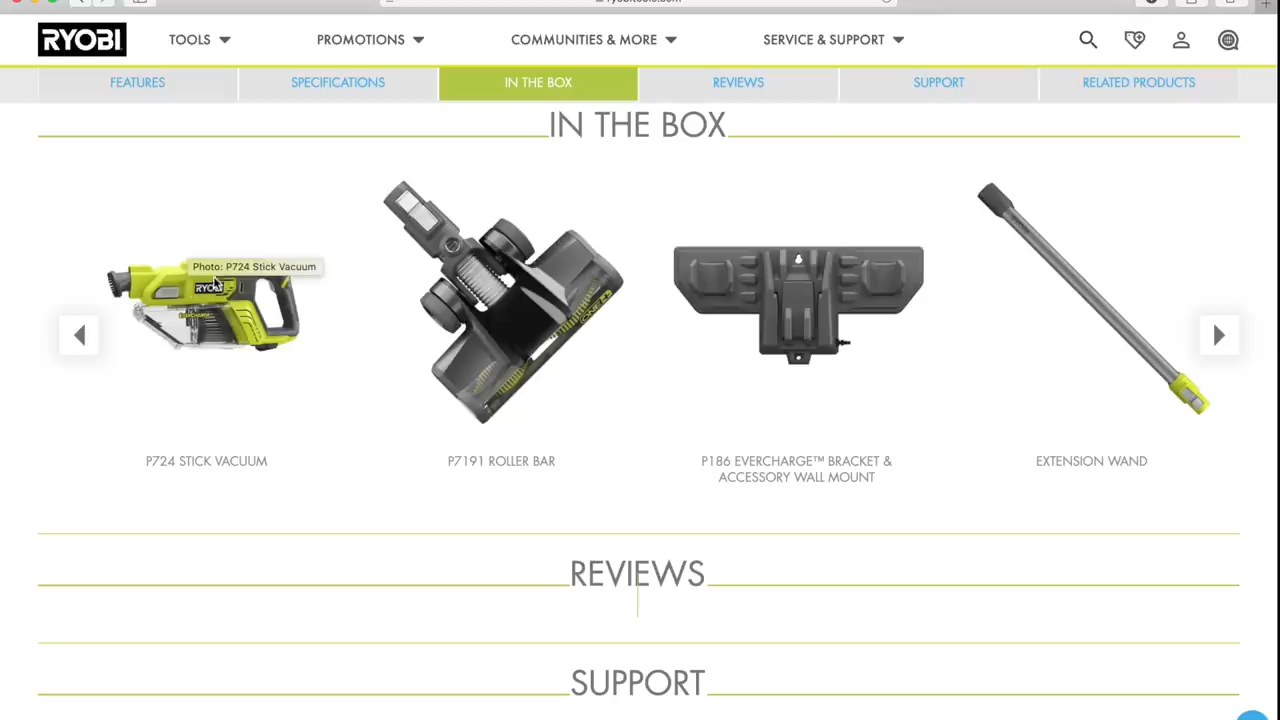 RYOBI
TOOLS
PROMOTIONS
COMMUNITIES & MORE
SERVICE & SUPPORT
FEATURES
SPECIFICATIONS
IN THE BOX
REVIEWS
SUPPORT
RELATED PRODUCTS
IN THE BOX
Photo: P724 Stick Vacuum
RYOBI
P724 STICK VACUUM
P7191 ROLLER BAR
P186 EVERCHARGE™ BRACKET &
ACCESSORY WALL MOUNT
EXTENSION WAND
REVIEWS
SUPPORT